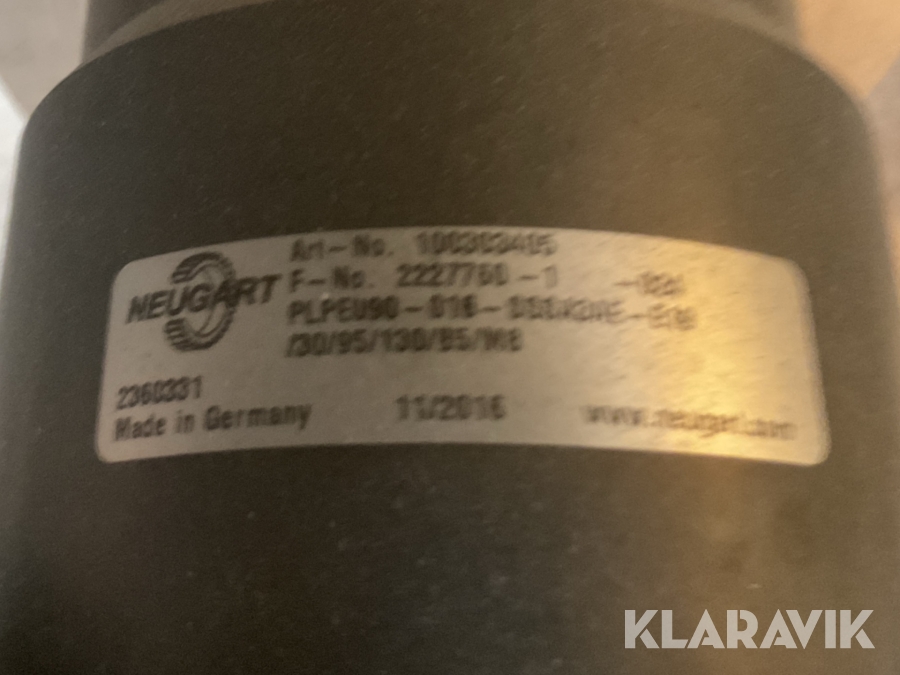 NEUGART
Art-No. 100303405
F-No. 2227760-1
/30/95/130/B5/M8
2360331
Made in Germany 11/2016 www.neugart.com
KLARAVIK